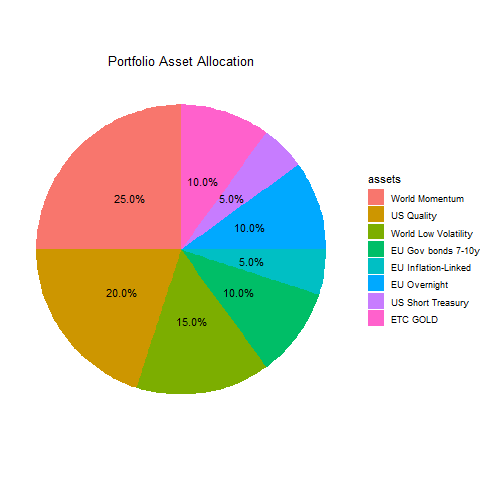 Portfolio Asset Allocation
10.0%
5.0%
25.0%
10.0%
5.0%
20.0%
10.0%
15.0%
assets
World Momentum
US Quality
World Low Volatility
EU Gov bonds 7-10y
EU Inflation-Linked
EU Overnight
US Short Treasury
ETC GOLD